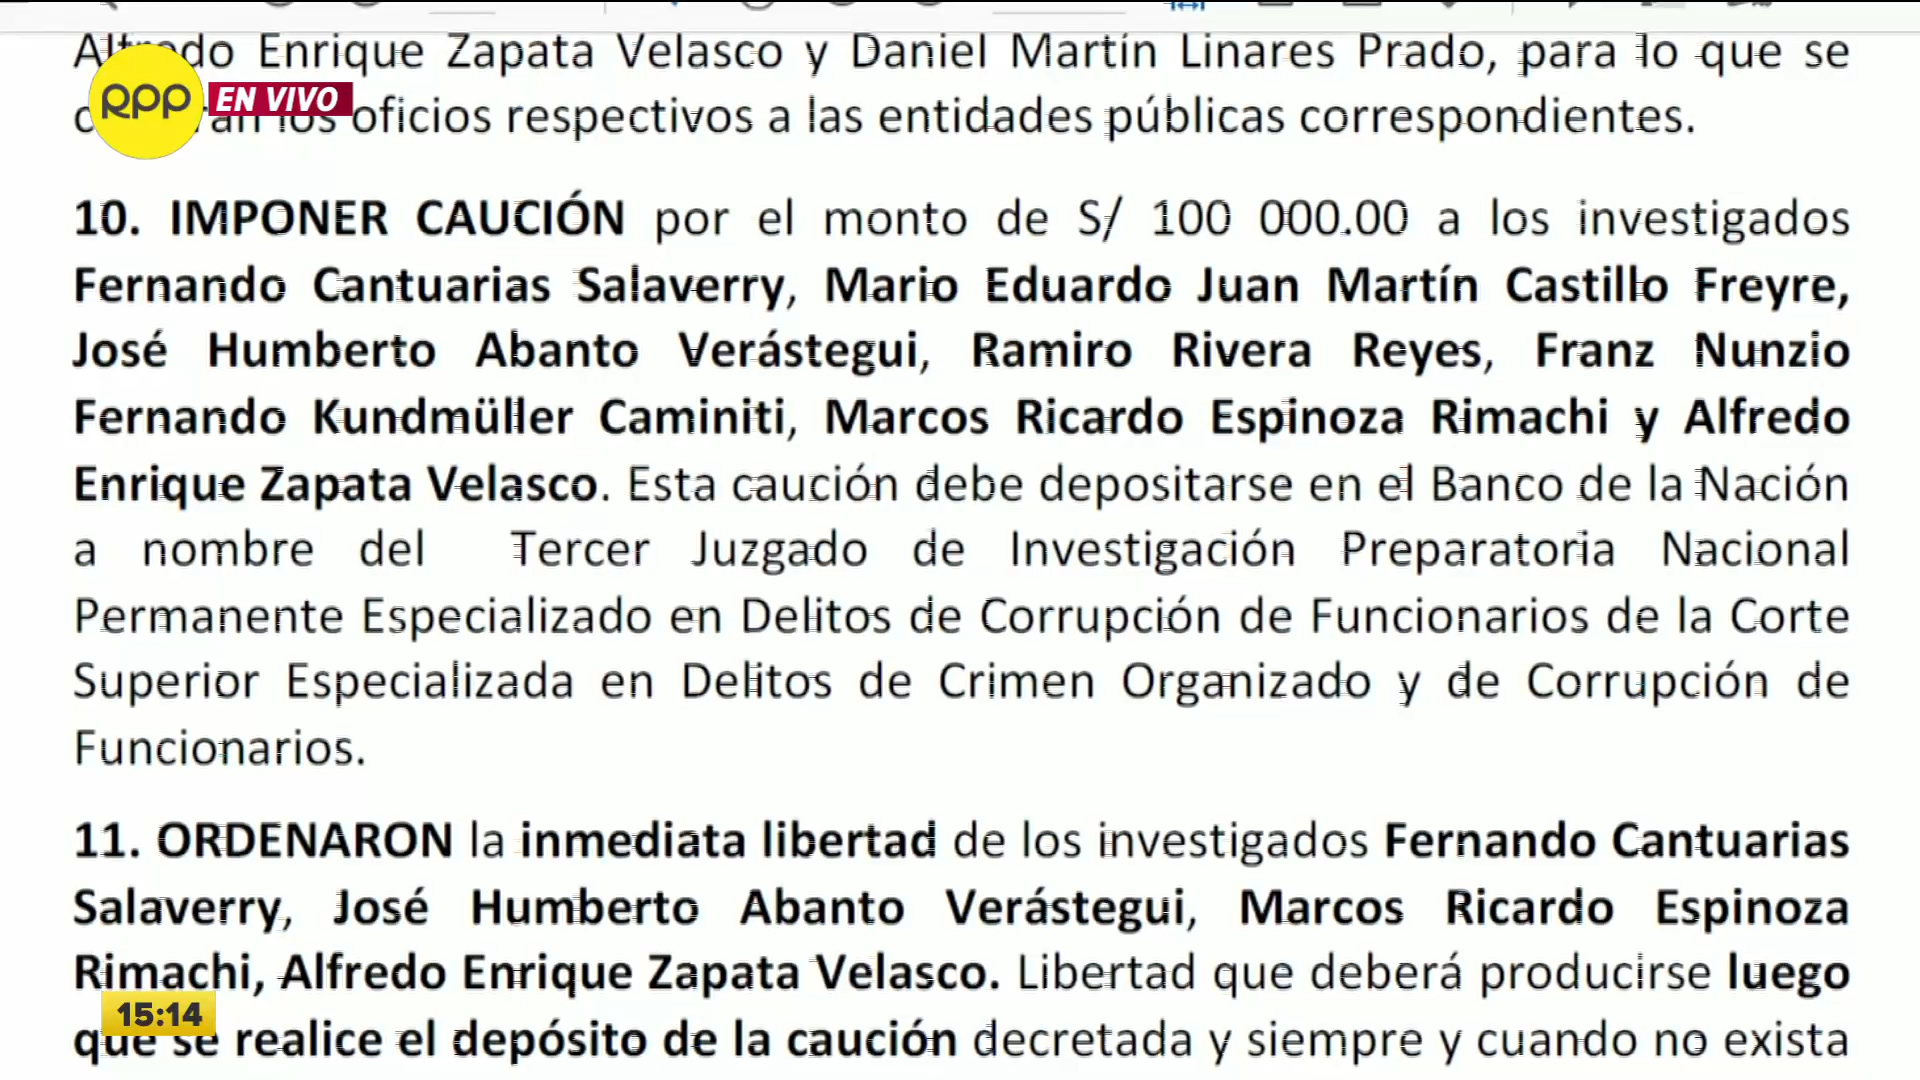 Alfredo Enrique Zapata Velasco y Daniel Martín Linares Prado, para lo que se
los oficios respectivos a las entidades públicas correspondientes.
RPP EN VIVO
10. IMPONER CAUCIÓN por el monto de S/ 100 000.00 a los investigados
Fernando Cantuarias Salaverry, Mario Eduardo Juan Martín Castillo Freyre,
José Humberto Abanto Verástegui, Ramiro Rivera Reyes, Franz Nunzio
Fernando Kundmüller Caminiti, Marcos Ricardo Espinoza Rimachi y Alfredo
Enrique Zapata Velasco. Esta caución debe depositarse en el Banco de la Nación
a nombre del Tercer Juzgado de Investigación Preparatoria Nacional
Permanente Especializado en Delitos de Corrupción de Funcionarios de la Corte
Superior Especializada en Delitos de Crimen Organizado y de Corrupción de
Funcionarios.
11. ORDENARON la inmediata libertad de los investigados Fernando Cantuarias
Salaverry, José Humberto Abanto Verástegui, Marcos Ricardo Espinoza
Rimachi, Alfredo Enrique Zapata Velasco. Libertad que deberá producirse luego
que se realice el depósito de la caución decretada y siempre y cuando no exista
15:14